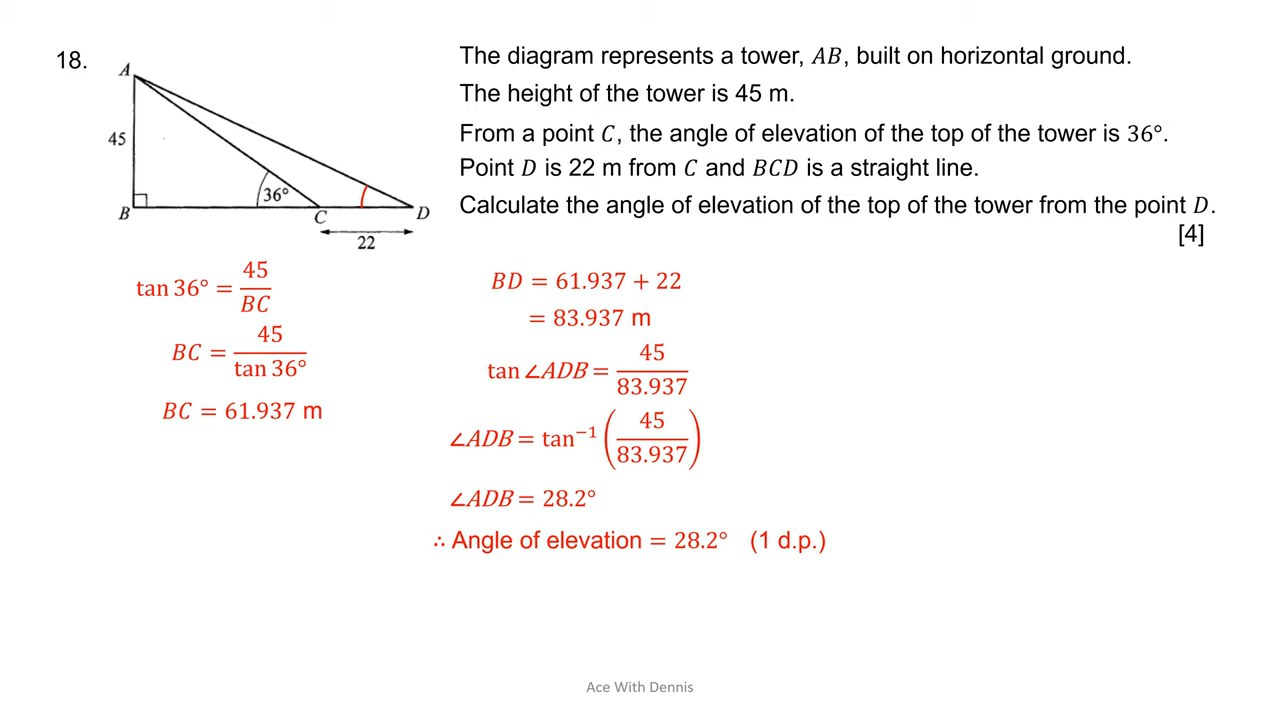 18.
The diagram represents a tower, AB, built on horizontal ground.
The height of the tower is 45 m.
From a point C, the angle of elevation of the top of the tower is 36°.
Point D is 22 m from C and BCD is a straight line.
Calculate the angle of elevation of the top of the tower from the point D.
[4]
A
45
36°
B
C
D
22
tan 36° = 45/BC
BC = 45/tan 36°
BC = 61.937 m
BD = 61.937 + 22
= 83.937 m
tan ∠ADB = 45/83.937
∠ADB = tan⁻¹(45/83.937)
∠ADB = 28.2°
∴ Angle of elevation = 28.2° (1 d.p.)
Ace With Dennis